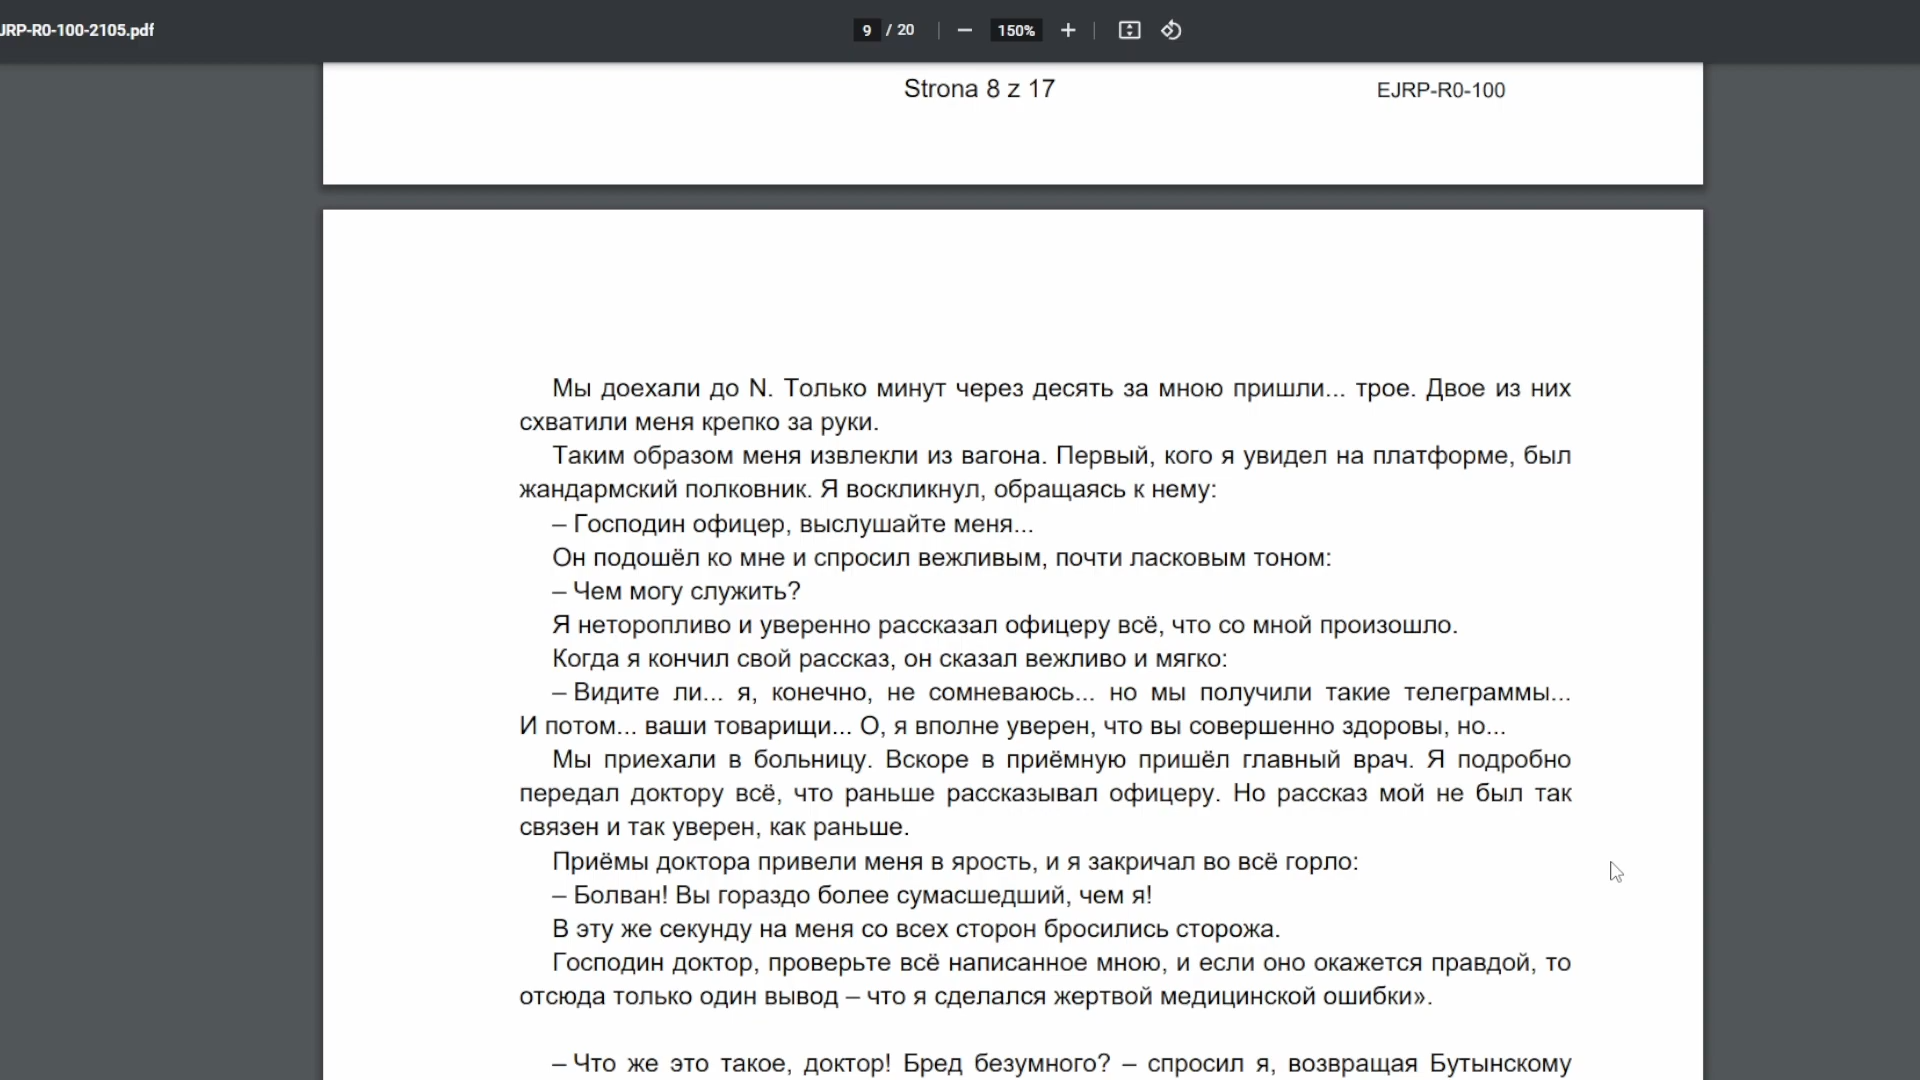 JRP-R0-100-2105.pdf
9 / 20
150%
Strona 8 z 17
EJRP-R0-100
Мы доехали до N. Только минут через десять за мною пришли... трое. Двое из них
схватили меня крепко за руки.
Таким образом меня извлекли из вагона. Первый, кого я увидел на платформе, был
жандармский полковник. Я воскликнул, обращаясь к нему:
– Господин офицер, выслушайте меня...
Он подошёл ко мне и спросил вежливым, почти ласковым тоном:
– Чем могу служить?
Я неторопливо и уверенно рассказал офицеру всё, что со мной произошло.
Когда я кончил свой рассказ, он сказал вежливо и мягко:
– Видите ли... я, конечно, не сомневаюсь... но мы получили такие телеграммы...
И потом... ваши товарищи... О, я вполне уверен, что вы совершенно здоровы, но...
Мы приехали в больницу. Вскоре в приёмную пришёл главный врач. Я подробно
передал доктору всё, что раньше рассказывал офицеру. Но рассказ мой не был так
связен и так уверен, как раньше.
Приёмы доктора привели меня в ярость, и я закричал во всё горло:
– Болван! Вы гораздо более сумасшедший, чем я!
В эту же секунду на меня со всех сторон бросились сторожа.
Господин доктор, проверьте всё написанное мною, и если оно окажется правдой, то
отсюда только один вывод – что я сделался жертвой медицинской ошибки».
– Что же это такое, доктор! Бред безумного? – спросил я, возвращая Бутынскому